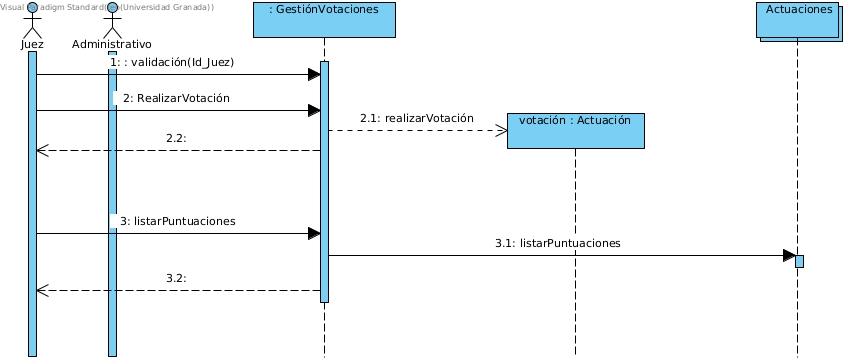 Visual Paradigm Standard(    (Universidad Granada))
Juez
Administrativo
: GestiónVotaciones
Actuaciones
1: : validación(Id_Juez)
2: RealizarVotación
2.1: realizarVotación
votación : Actuación
2.2:
3: listarPuntuaciones
3.1: listarPuntuaciones
3.2: